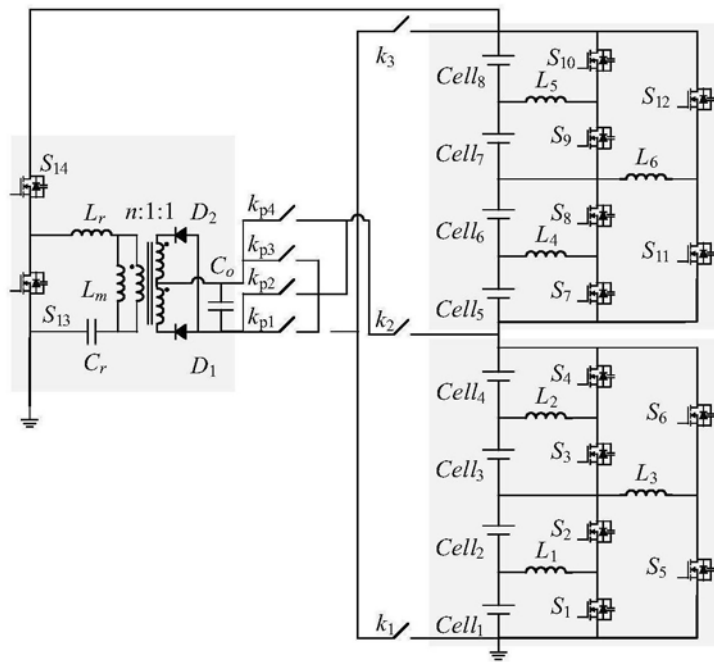 k3
Cell8
L5
S10
S12
S9
Cell7
L6
S14
Lr
n:1:1
D2
kp4
S8
Cell6
L4
S11
kp3
Co
kp2
S7
Lm
S13
kp1
k2
Cell5
Cr
D1
S4
Cell4
L2
S6
S3
Cell3
L3
S2
Cell2
L1
S5
S1
k1
Cell1